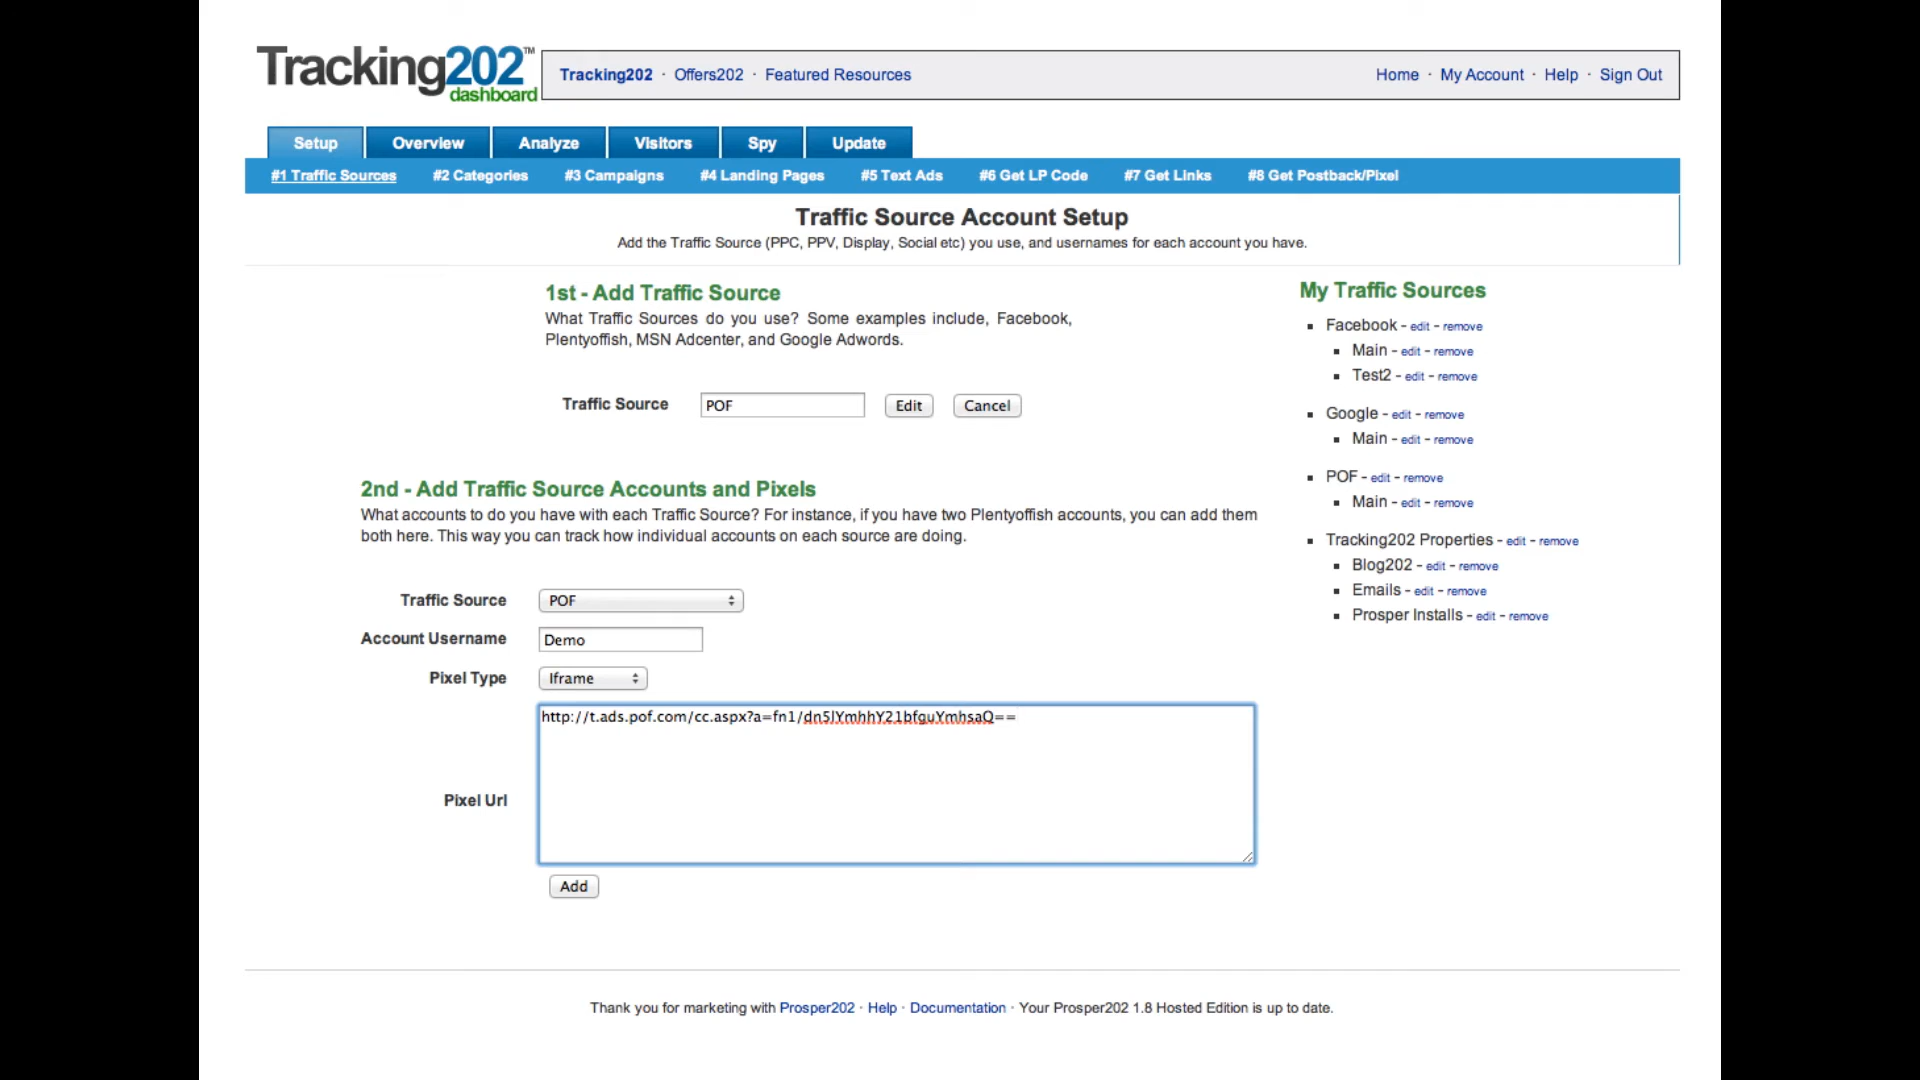 Tracking202™
dashboard
Tracking202 · Offers202 · Featured Resources
Home · My Account · Help · Sign Out
Setup Overview Analyze Visitors Spy Update
#1 Traffic Sources #2 Categories #3 Campaigns #4 Landing Pages #5 Text Ads #6 Get LP Code #7 Get Links #8 Get Postback/Pixel
Traffic Source Account Setup
Add the Traffic Source (PPC, PPV, Display, Social etc) you use, and usernames for each account you have.
1st - Add Traffic Source
What Traffic Sources do you use? Some examples include, Facebook,
Plentyoffish, MSN Adcenter, and Google Adwords.
Traffic Source POF Edit Cancel
2nd - Add Traffic Source Accounts and Pixels
What accounts to do you have with each Traffic Source? For instance, if you have two Plentyoffish accounts, you can add them
both here. This way you can track how individual accounts on each source are doing.
Traffic Source POF
Account Username Demo
Pixel Type Iframe
http://t.ads.pof.com/cc.aspx?a=fn1/dn5lYmhhY21bfguYmhsaQ==
Pixel Url
Add
My Traffic Sources
Facebook - edit - remove
Main - edit - remove
Test2 - edit - remove
Google - edit - remove
Main - edit - remove
POF - edit - remove
Main - edit - remove
Tracking202 Properties - edit - remove
Blog202 - edit - remove
Emails - edit - remove
Prosper Installs - edit - remove
Thank you for marketing with Prosper202 · Help · Documentation · Your Prosper202 1.8 Hosted Edition is up to date.